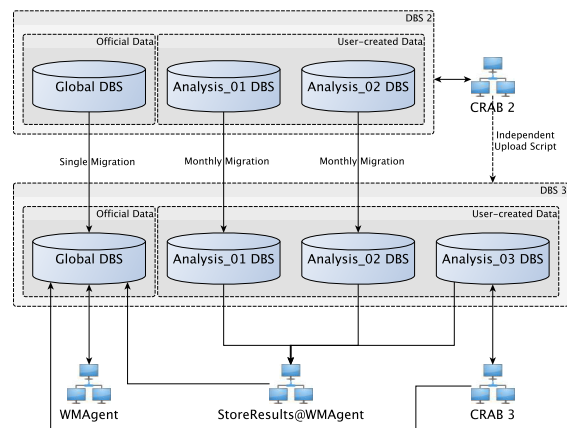 DBS 2
Official Data
User-created Data
Global DBS
Analysis_01 DBS
Analysis_02 DBS
CRAB 2
Independent
Upload Script
Single Migration
Monthly Migration
Monthly Migration
DBS 3
Official Data
User-created Data
Global DBS
Analysis_01 DBS
Analysis_02 DBS
Analysis_03 DBS
WMAgent
StoreResults@WMAgent
CRAB 3